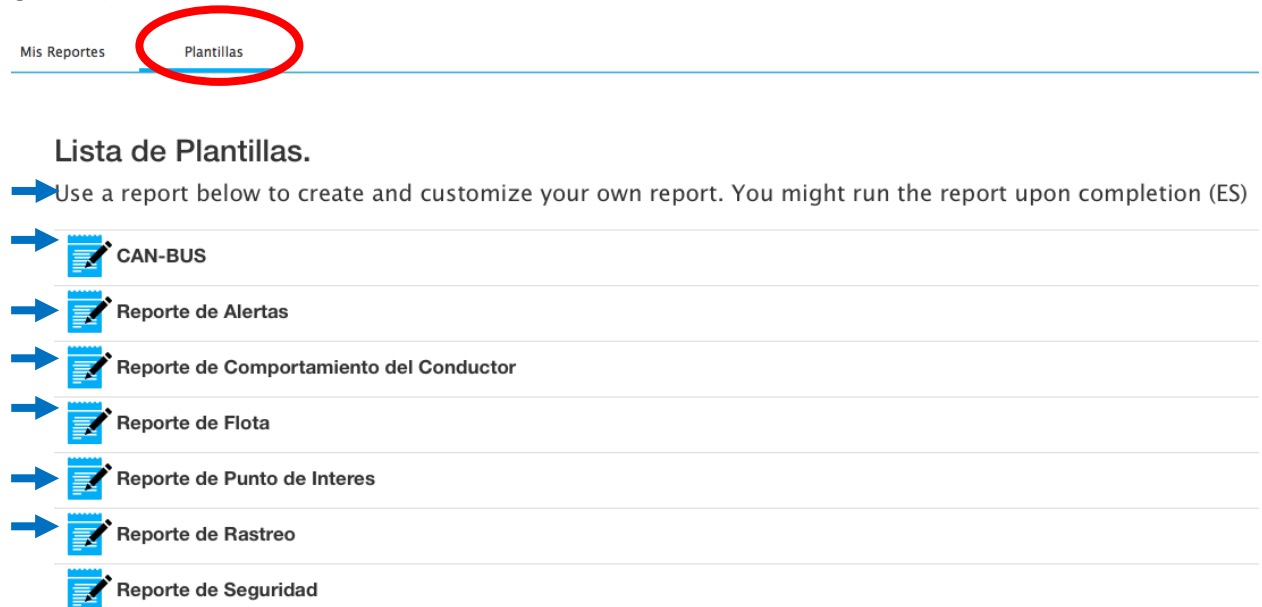 Mis Reportes Plantillas
Lista de Plantillas.
Use a report below to create and customize your own report. You might run the report upon completion (ES)
CAN-BUS
Reporte de Alertas
Reporte de Comportamiento del Conductor
Reporte de Flota
Reporte de Punto de Interes
Reporte de Rastreo
Reporte de Seguridad